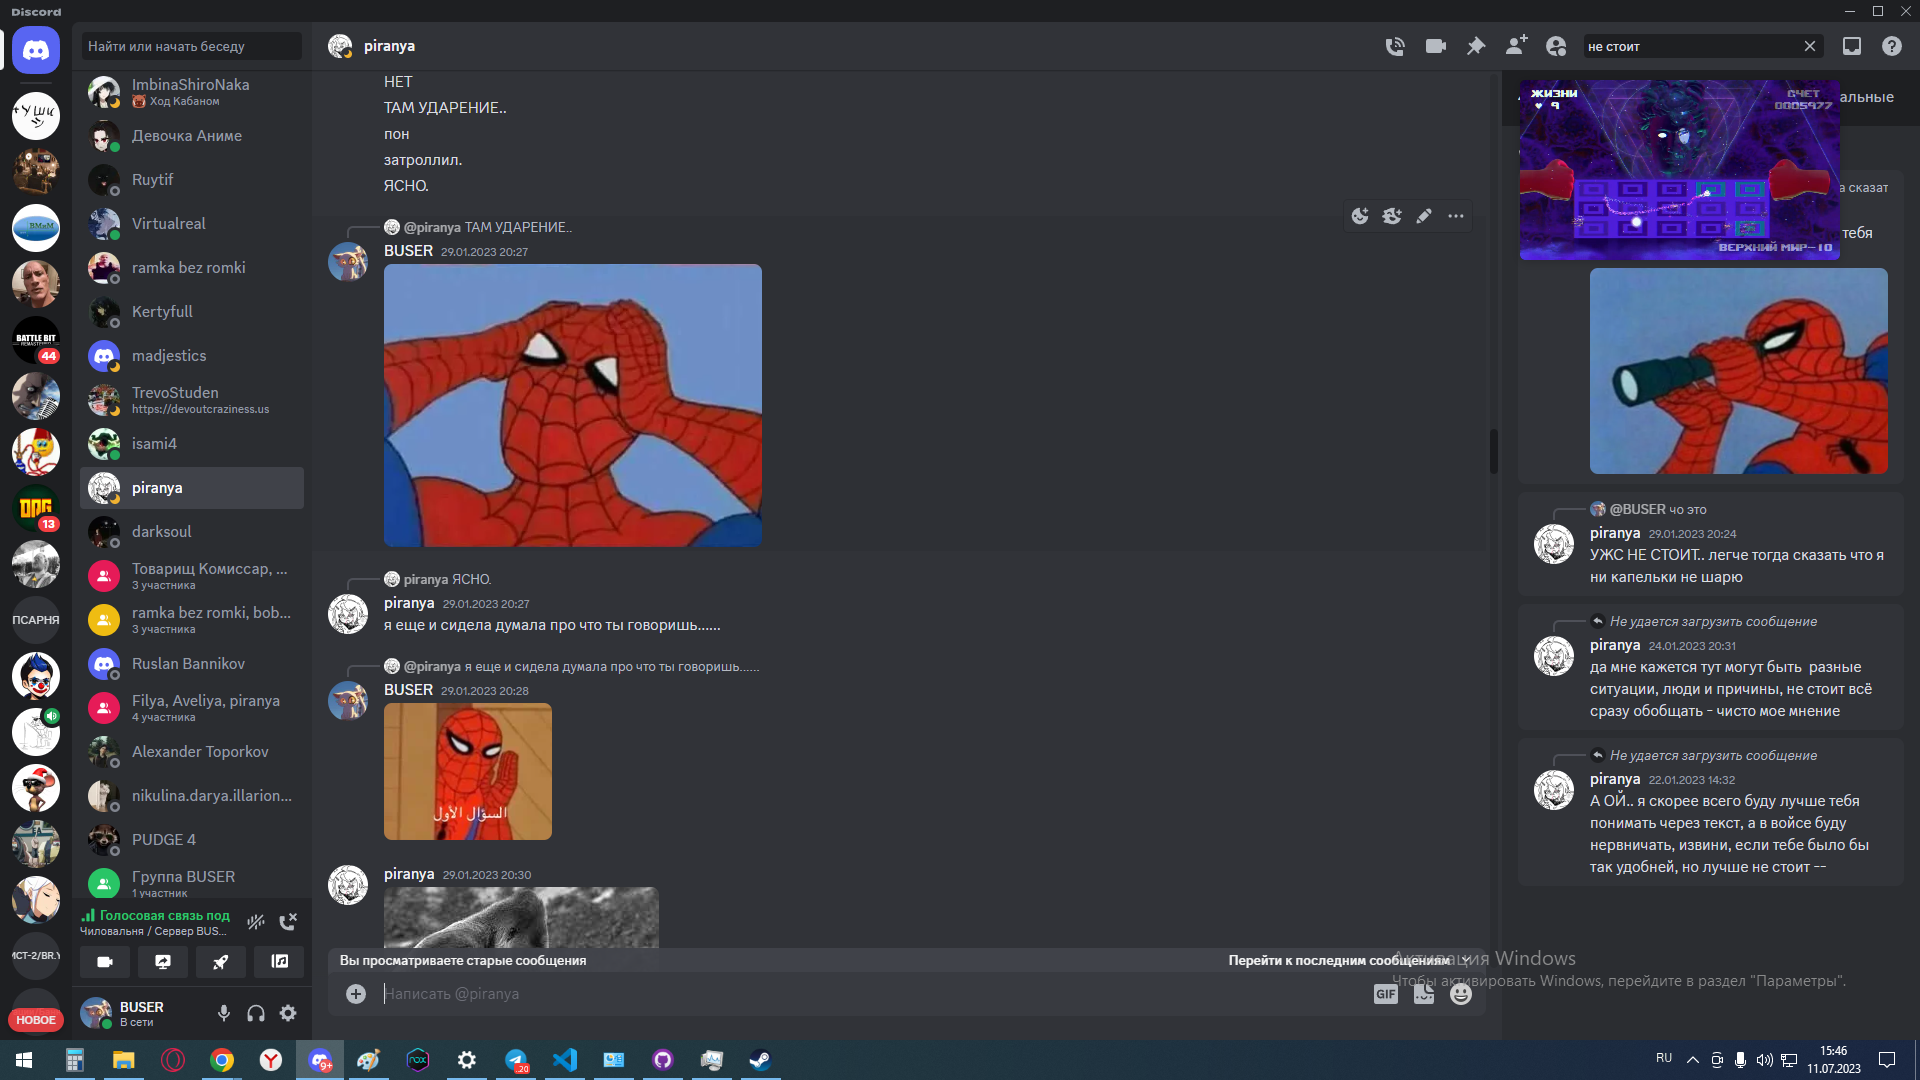 Discord
Найти или начать беседу
piranya
не стоит
ImbinaShiroNaka
Ход Кабаном
Девочка Аниме
Ruytif
Virtualreal
ramka bez romki
Kertyfull
madjestics
TrevoStuden
https://devoutcraziness.us
isami4
piranya
darksoul
Товарищ Комиссар, ...
3 участника
ramka bez romki, bob...
3 участника
Ruslan Bannikov
Filya, Aveliya, piranya
4 участника
Alexander Toporkov
nikulina.darya.illarion...
PUDGE 4
Группа BUSER
1 участник
BMnM
BATTLE BIT
REMASTERED
44
13
ПСАРНЯ
ИСТ-2/BR.Y
НОВОЕ
Голосовая связь под
Чиловальня / Сервер BUS...
BUSER
В сети
НЕТ
ТАМ УДАРЕНИЕ..
пон
затроллил.
ЯСНО.
@piranya ТАМ УДАРЕНИЕ..
BUSER 29.01.2023 20:27
piranya ЯСНО.
piranya 29.01.2023 20:27
я еще и сидела думала про что ты говоришь......
@piranya я еще и сидела думала про что ты говоришь......
BUSER 29.01.2023 20:28
السؤال الأول
piranya 29.01.2023 20:30
Вы просматриваете старые сообщения
Перейти к последним сообщениям
Написать @piranya
GIF
ЖИЗНИ
9
СЧЕТ
0005977
ВЕРХНИЙ МИР-10
альные
а сказат
тебя
@BUSER чо это
piranya 29.01.2023 20:24
УЖС НЕ СТОИТ.. легче тогда сказать что я
ни капельки не шарю
Не удается загрузить сообщение
piranya 24.01.2023 20:31
да мне кажется тут могут быть разные
ситуации, люди и причины, не стоит всё
сразу обобщать - чисто мое мнение
Не удается загрузить сообщение
piranya 22.01.2023 14:32
А ОЙ.. я скорее всего буду лучше тебя
понимать через текст, а в войсе буду
нервничать, извини, если тебе было бы
так удобней, но лучше не стоит --
Активация Windows
Чтобы активировать Windows, перейдите в раздел "Параметры".
9+
nox
20
RU
15:46
11.07.2023